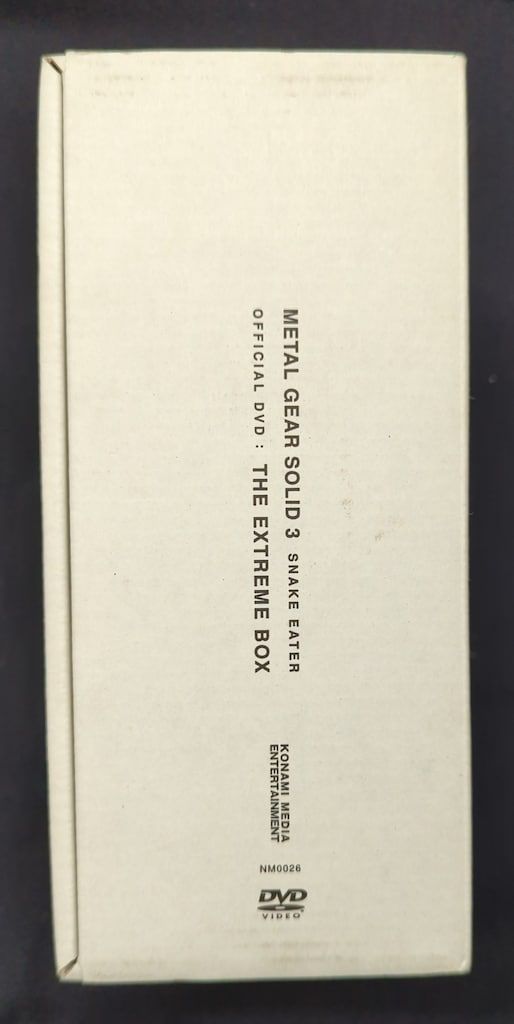 METAL GEAR SOLID 3 SNAKE EATER
OFFICIAL DVD : THE EXTREME BOX
KONAMI MEDIA
ENTERTAINMENT
NM0026
DVD
VIDEO